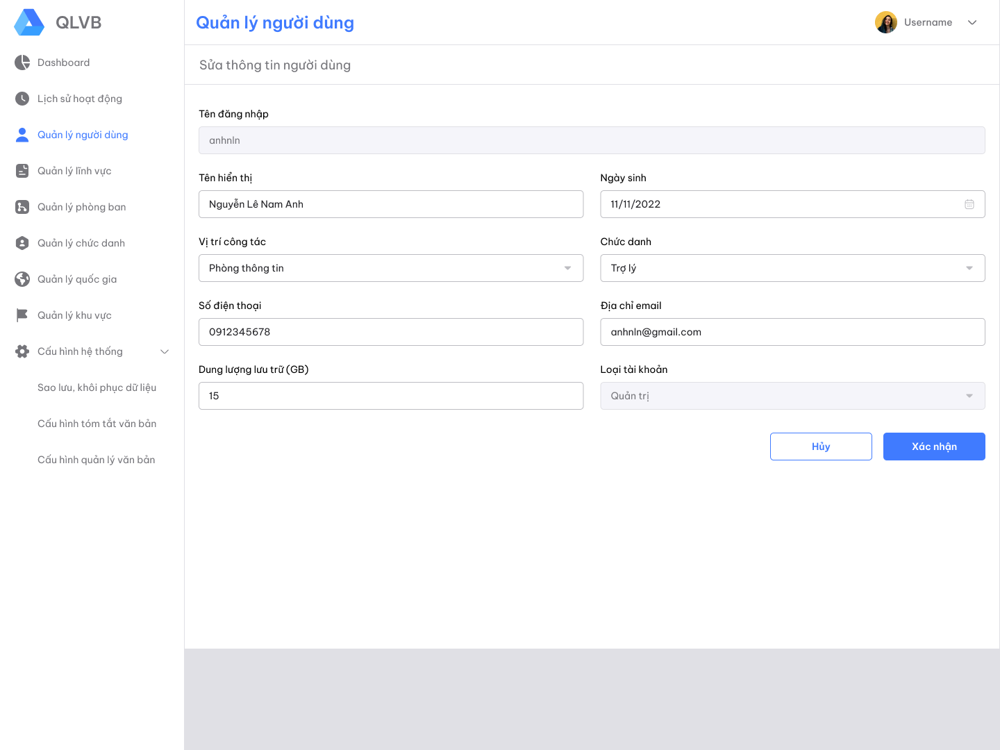 QLVB
Dashboard
Lịch sử hoạt động
Quản lý người dùng
Quản lý lĩnh vực
Quản lý phòng ban
Quản lý chức danh
Quản lý quốc gia
Quản lý khu vực
Cấu hình hệ thống
Sao lưu, khôi phục dữ liệu
Cấu hình tóm tắt văn bản
Cấu hình quản lý văn bản
Quản lý người dùng
Username
Sửa thông tin người dùng
Tên đăng nhập
anhnln
Tên hiển thị
Nguyễn Lê Nam Anh
Ngày sinh
11/11/2022
Vị trí công tác
Phòng thông tin
Chức danh
Trợ lý
Số điện thoại
0912345678
Địa chỉ email
anhnln@gmail.com
Dung lượng lưu trữ (GB)
15
Loại tài khoản
Quản trị
Hủy
Xác nhận